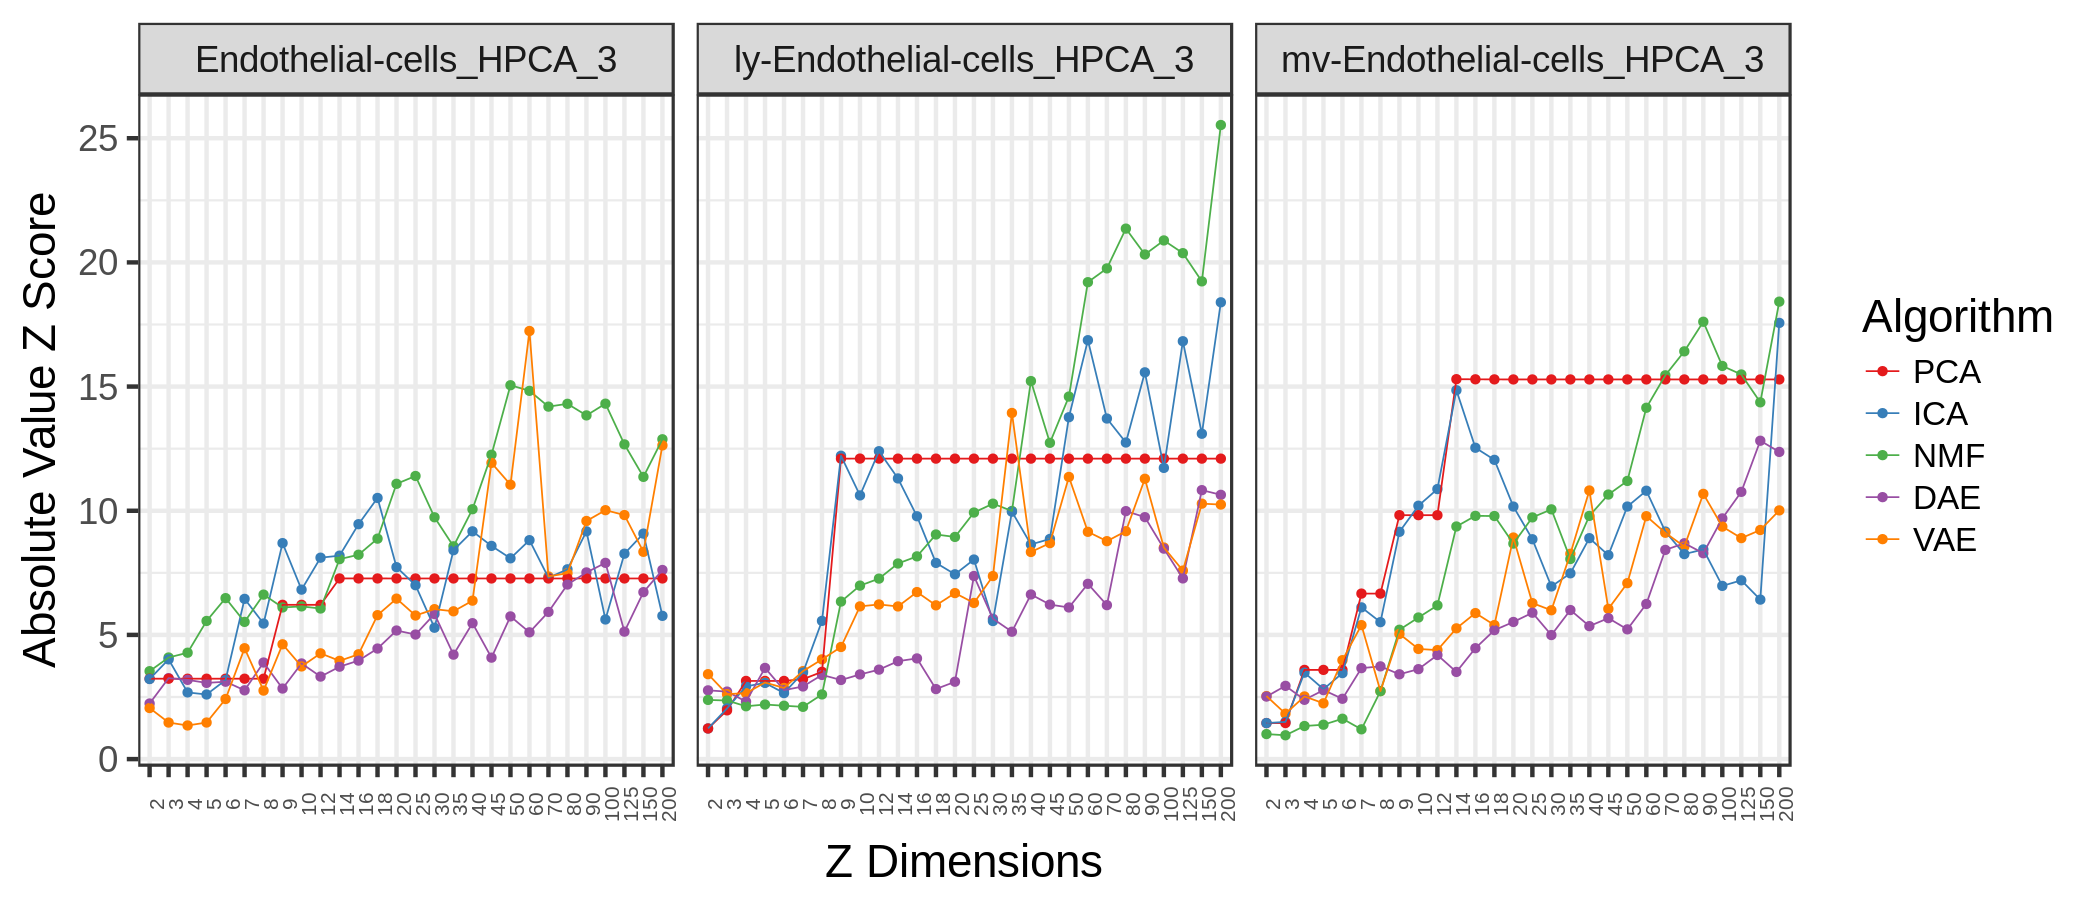 Endothelial-cells_HPCA_3
ly-Endothelial-cells_HPCA_3
mv-Endothelial-cells_HPCA_3
Absolute Value Z Score
25
20
15
10
5
0
2 3 4 5 6 7 8 9 10 12 14 16 18 20 25 30 35 40 45 50 60 70 80 90 100 125 150 200
2 3 4 5 6 7 8 9 10 12 14 16 18 20 25 30 35 40 45 50 60 70 80 90 100 125 150 200
2 3 4 5 6 7 8 9 10 12 14 16 18 20 25 30 35 40 45 50 60 70 80 90 100 125 150 200
Z Dimensions
Algorithm
PCA
ICA
NMF
DAE
VAE